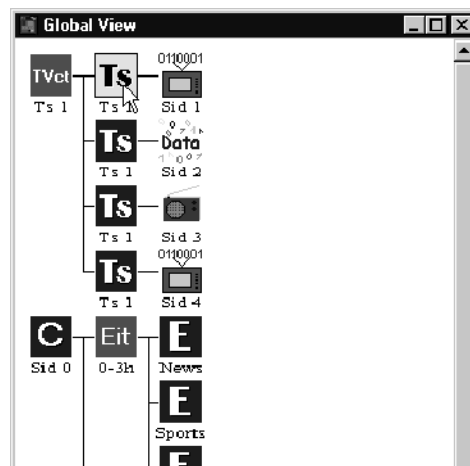 Global View
0110001
TVct Ts
Ts 1 Ts 1 Sid 1
Ts Data
Ts 1 Sid 2
Ts
Ts 1 Sid 3
0110001
Ts
Ts 1 Sid 4
C Eit E
Sid 0 0-3h News
E
Sports
E